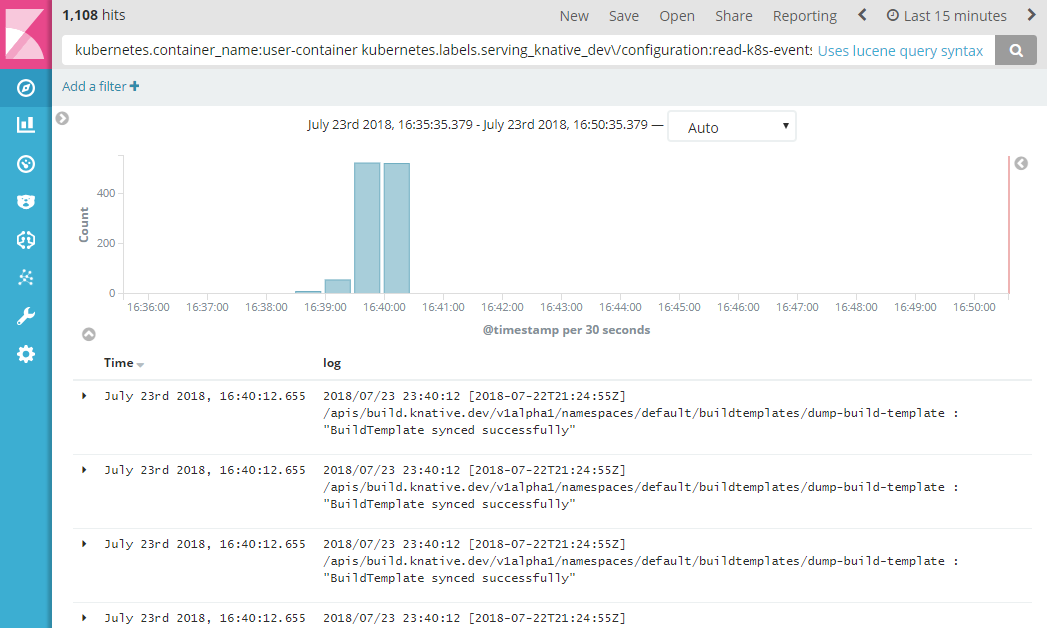 1,108 hits
New Save Open Share Reporting Last 15 minutes
kubernetes.container_name:user-container kubernetes.labels.serving_knative_dev\/configuration:read-k8s-events Uses lucene query syntax
Add a filter +
July 23rd 2018, 16:35:35.379 - July 23rd 2018, 16:50:35.379 — Auto
Count
400
200
0
16:36:00 16:37:00 16:38:00 16:39:00 16:40:00 16:41:00 16:42:00 16:43:00 16:44:00 16:45:00 16:46:00 16:47:00 16:48:00 16:49:00 16:50:00
@timestamp per 30 seconds
Time log
July 23rd 2018, 16:40:12.655 2018/07/23 23:40:12 [2018-07-22T21:24:55Z]
/apis/build.knative.dev/v1alpha1/namespaces/default/buildtemplates/dump-build-template :
"BuildTemplate synced successfully"
July 23rd 2018, 16:40:12.655 2018/07/23 23:40:12 [2018-07-22T21:24:55Z]
/apis/build.knative.dev/v1alpha1/namespaces/default/buildtemplates/dump-build-template :
"BuildTemplate synced successfully"
July 23rd 2018, 16:40:12.655 2018/07/23 23:40:12 [2018-07-22T21:24:55Z]
/apis/build.knative.dev/v1alpha1/namespaces/default/buildtemplates/dump-build-template :
"BuildTemplate synced successfully"
July 23rd 2018, 16:40:12.655 2018/07/23 23:40:12 [2018-07-22T21:24:55Z]